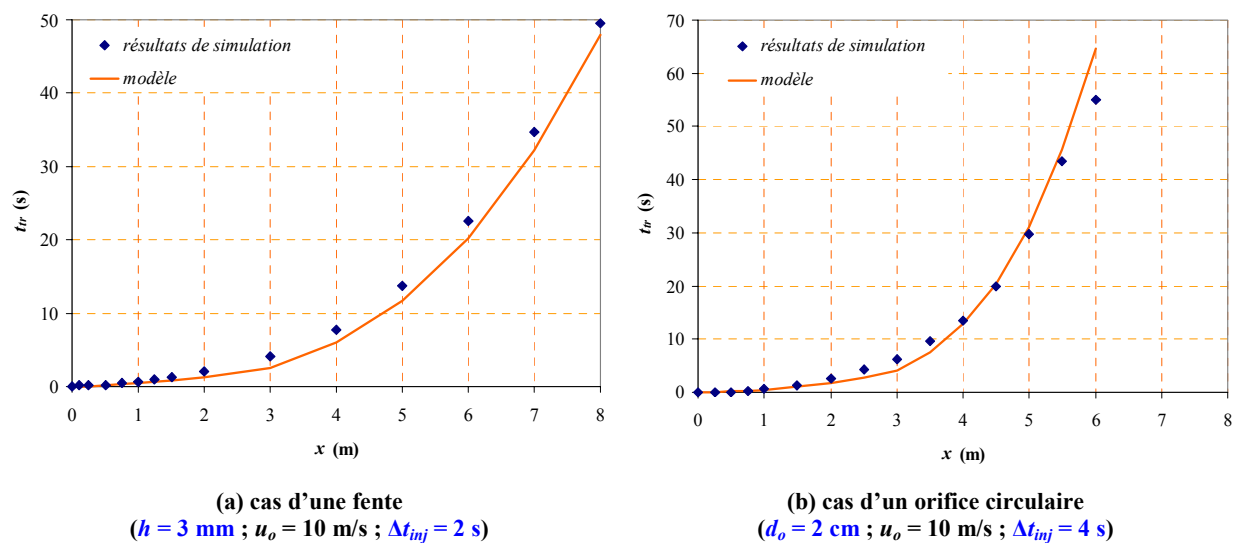 50
40
30
20
10
0
t_tr (s)
résultats de simulation
modèle
0 1 2 3 4 5 6 7 8
x (m)
(a) cas d'une fente
(h = 3 mm ; u_o = 10 m/s ; Δt_inj = 2 s)
70
60
50
40
30
20
10
0
t_tr (s)
résultats de simulation
modèle
0 1 2 3 4 5 6 7 8
x (m)
(b) cas d'un orifice circulaire
(d_o = 2 cm ; u_o = 10 m/s ; Δt_inj = 4 s)